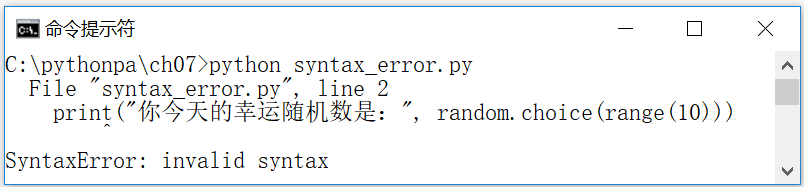 命令提示符
C:\pythonpa\ch07>python syntax_error.py
  File "syntax_error.py", line 2
    print("你今天的幸运随机数是：", random.choice(range(10)))
        ^
SyntaxError: invalid syntax